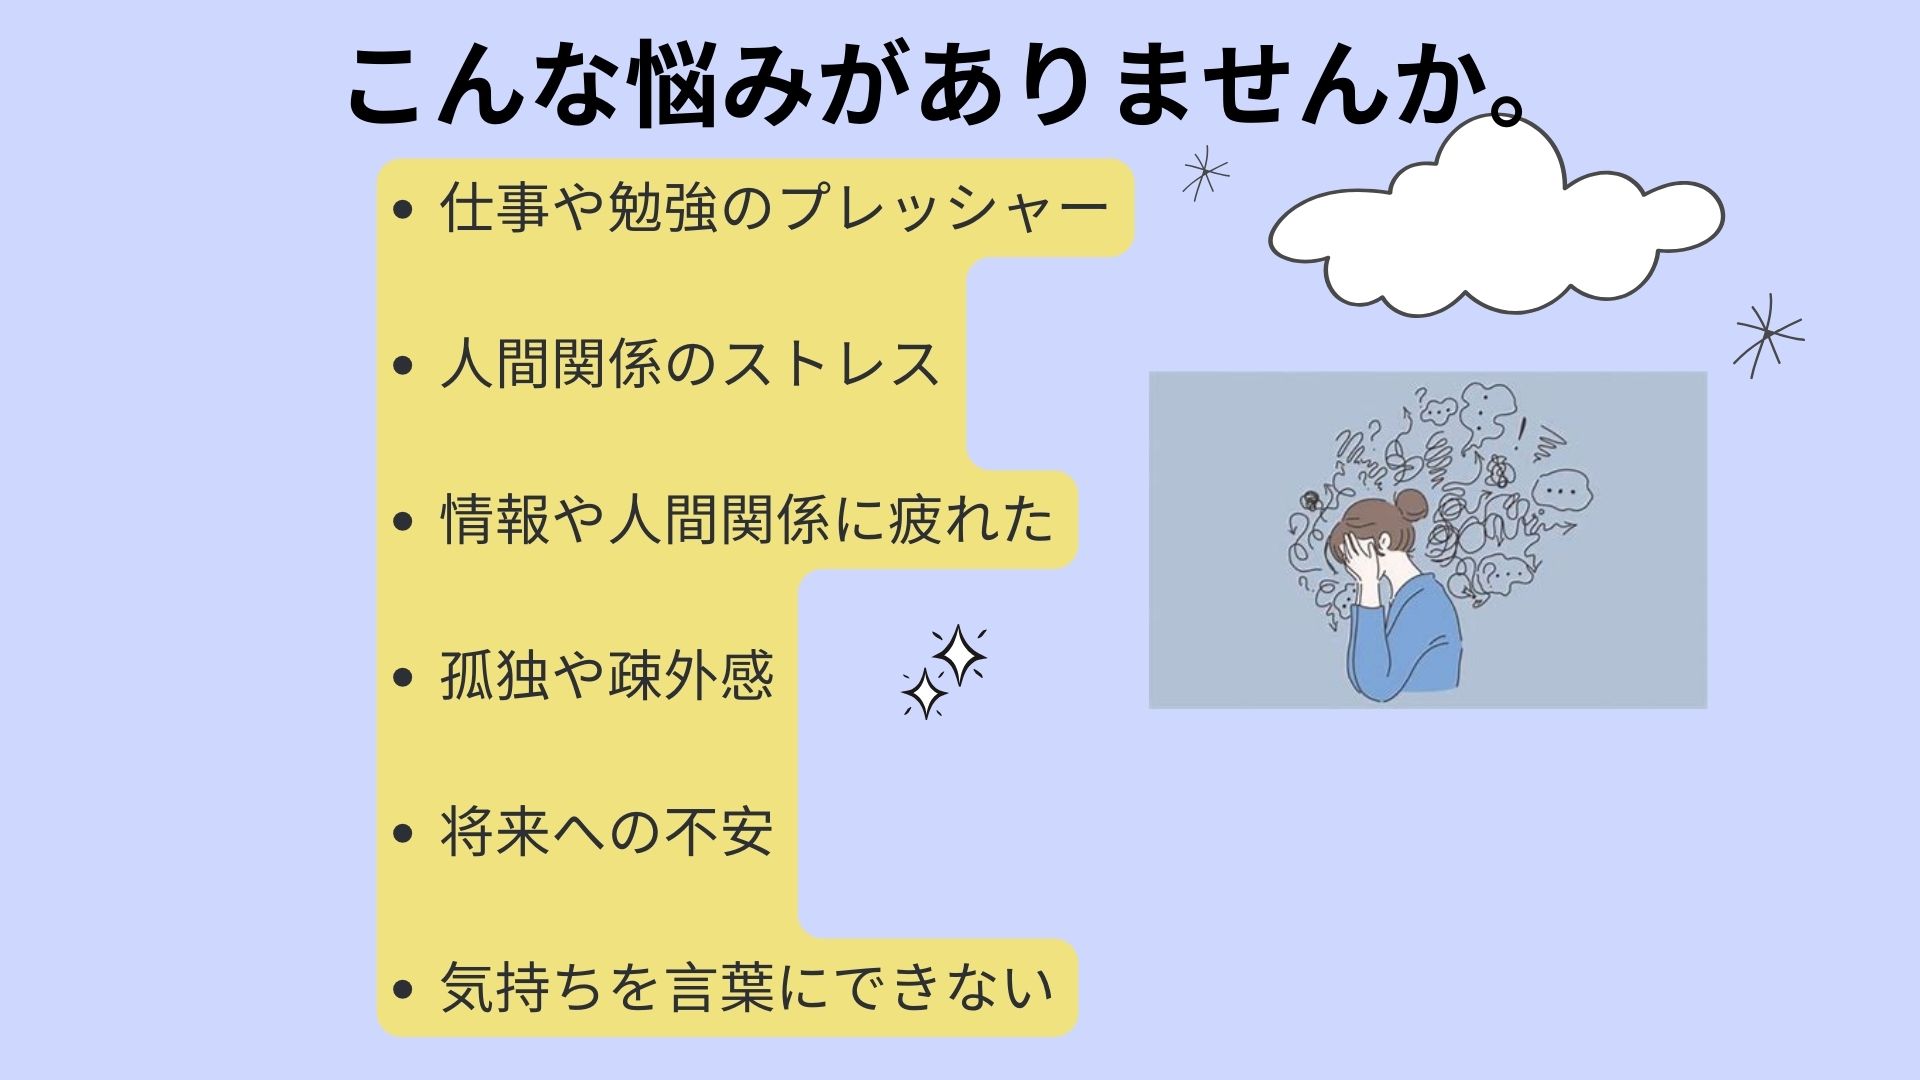 こんな悩みがありませんか。
• 仕事や勉強のプレッシャー
• 人間関係のストレス
• 情報や人間関係に疲れた
• 孤独や疎外感
• 将来への不安
• 気持ちを言葉にできない